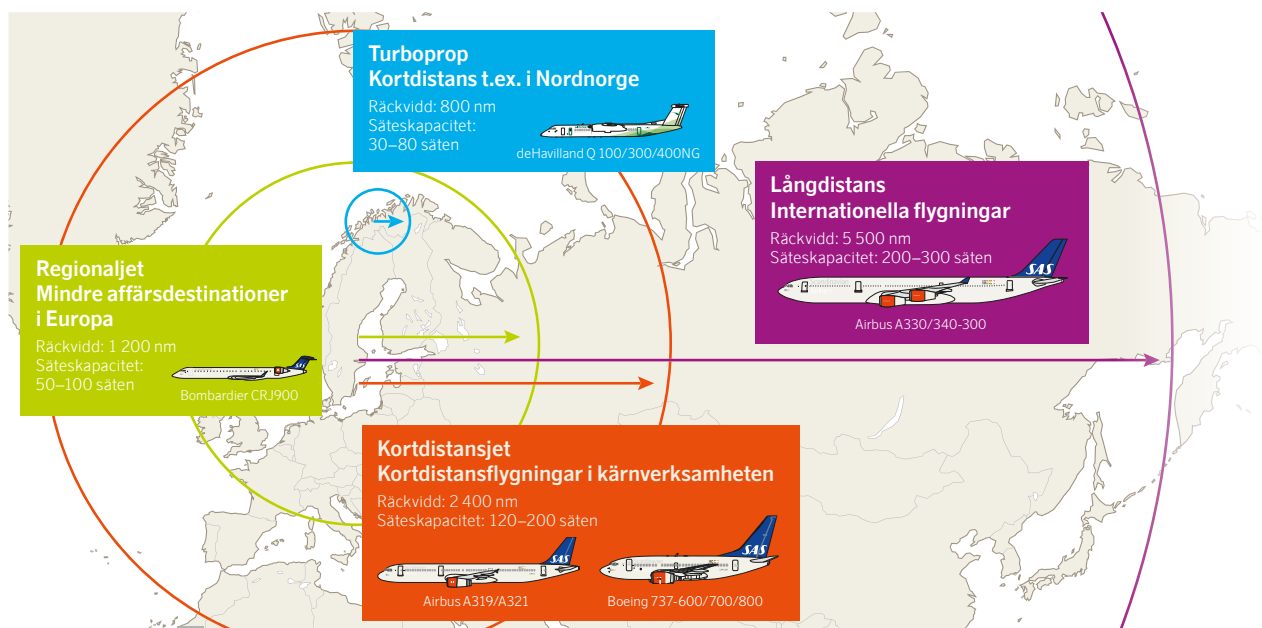 Turboprop
Kortdistans t.ex. i Nordnorge
Räckvidd: 800 nm
Säteskapacitet:
30–80 säten
deHavilland Q 100/300/400NG
Långdistans
Internationella flygningar
Räckvidd: 5 500 nm
Säteskapacitet: 200–300 säten
SAS
Airbus A330/340-300
Regionaljet
Mindre affärsdestinationer
i Europa
Räckvidd: 1 200 nm
Säteskapacitet:
50–100 säten
SAS
Bombardier CRJ900
Kortdistansjet
Kortdistansflygningar i kärnverksamheten
Räckvidd: 2 400 nm
Säteskapacitet: 120–200 säten
SAS
SAS
Airbus A319/A321
Boeing 737-600/700/800